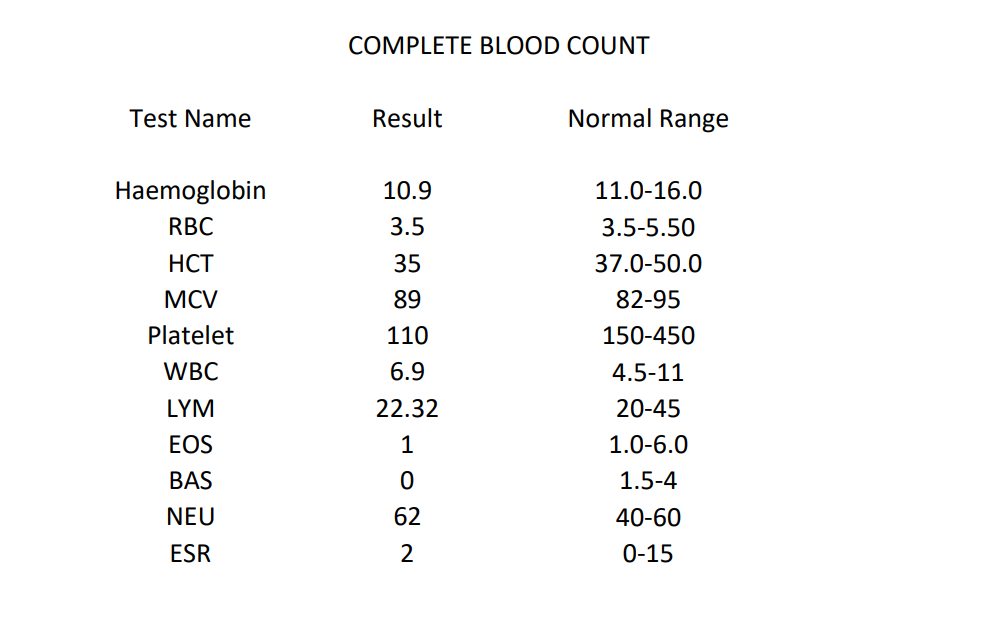 COMPLETE BLOOD COUNT
Test Name Result Normal Range
Haemoglobin 10.9 11.0-16.0
RBC 3.5 3.5-5.50
HCT 35 37.0-50.0
MCV 89 82-95
Platelet 110 150-450
WBC 6.9 4.5-11
LYM 22.32 20-45
EOS 1 1.0-6.0
BAS 0 1.5-4
NEU 62 40-60
ESR 2 0-15